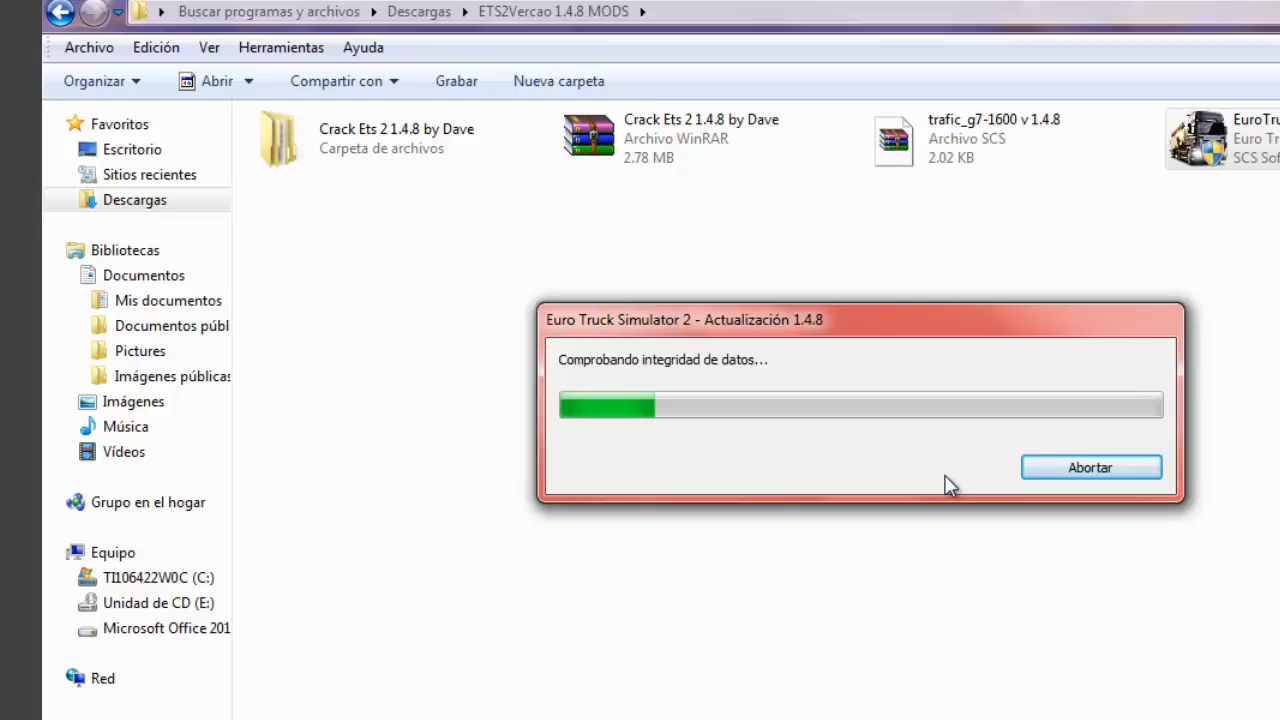 Buscar programas y archivos Descargas ETS2Vercao 1.4.8 MODS
Archivo Edición Ver Herramientas Ayuda
Organizar Abrir Compartir con Grabar Nueva carpeta
Favoritos
Escritorio
Sitios recientes
Descargas
Bibliotecas
Documentos
Mis documentos
Documentos públ
Pictures
Imágenes públicas
Imágenes
Música
Vídeos
Grupo en el hogar
Equipo
TI106422W0C (C:)
Unidad de CD (E:)
Microsoft Office 201
Red
Crack Ets 2 1.4.8 by Dave
Carpeta de archivos
Crack Ets 2 1.4.8 by Dave
Archivo WinRAR
2.78 MB
trafic_g7-1600 v 1.4.8
Archivo SCS
2.02 KB
EuroTru
Euro Tr
SCS Sof
Euro Truck Simulator 2 - Actualización 1.4.8
Comprobando integridad de datos...
Abortar